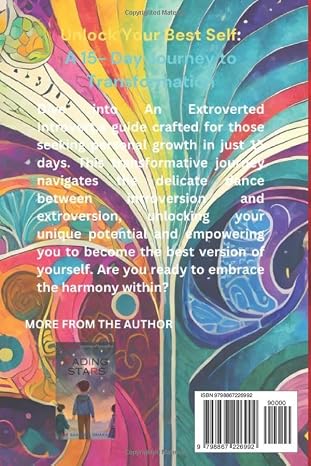 Unlock Your Best Self:
A 15- Day Journey to
Transformation
Dive into An Extroverted
Introvert, a guide crafted for those
seeking personal growth in just 15
days. This transformative journey
navigates the delicate dance
between introversion and
extroversion, unlocking your
unique potential and empowering
you to become the best version of
yourself. Are you ready to embrace
the harmony within?
MORE FROM THE AUTHOR
ADING
STARS
ISBN 9798867226992
90000
9 798867 226992